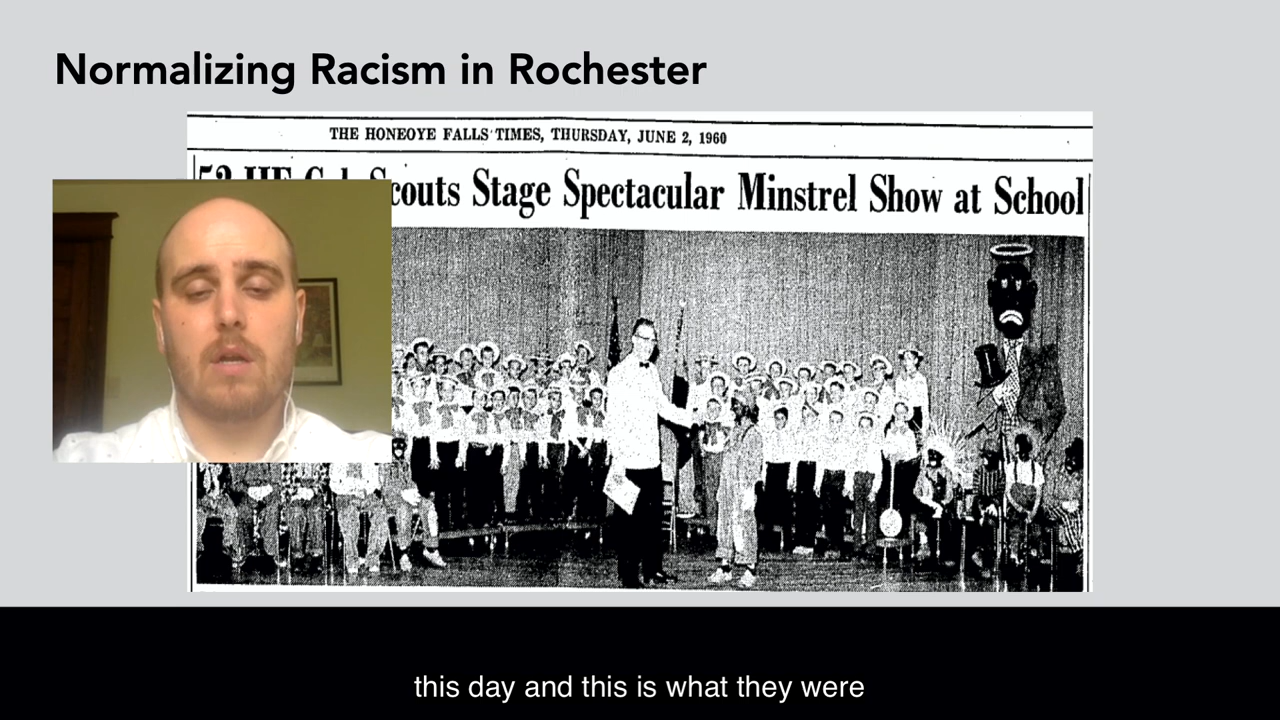 Normalizing Racism in Rochester
THE HONEOYE FALLS TIMES, THURSDAY, JUNE 2, 1960
Scouts Stage Spectacular Minstrel Show at School
this day and this is what they were